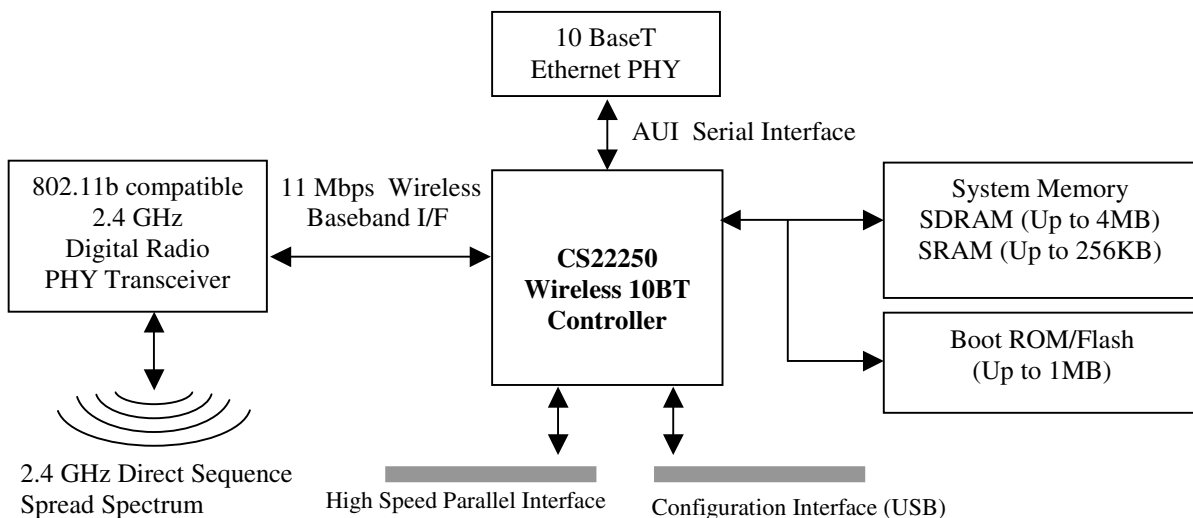 10 BaseT
Ethernet PHY
AUI Serial Interface
802.11b compatible
2.4 GHz
Digital Radio
PHY Transceiver
11 Mbps Wireless
Baseband I/F
CS22250
Wireless 10BT
Controller
System Memory
SDRAM (Up to 4MB)
SRAM (Up to 256KB)
Boot ROM/Flash
(Up to 1MB)
2.4 GHz Direct Sequence
Spread Spectrum
High Speed Parallel Interface
Configuration Interface (USB)